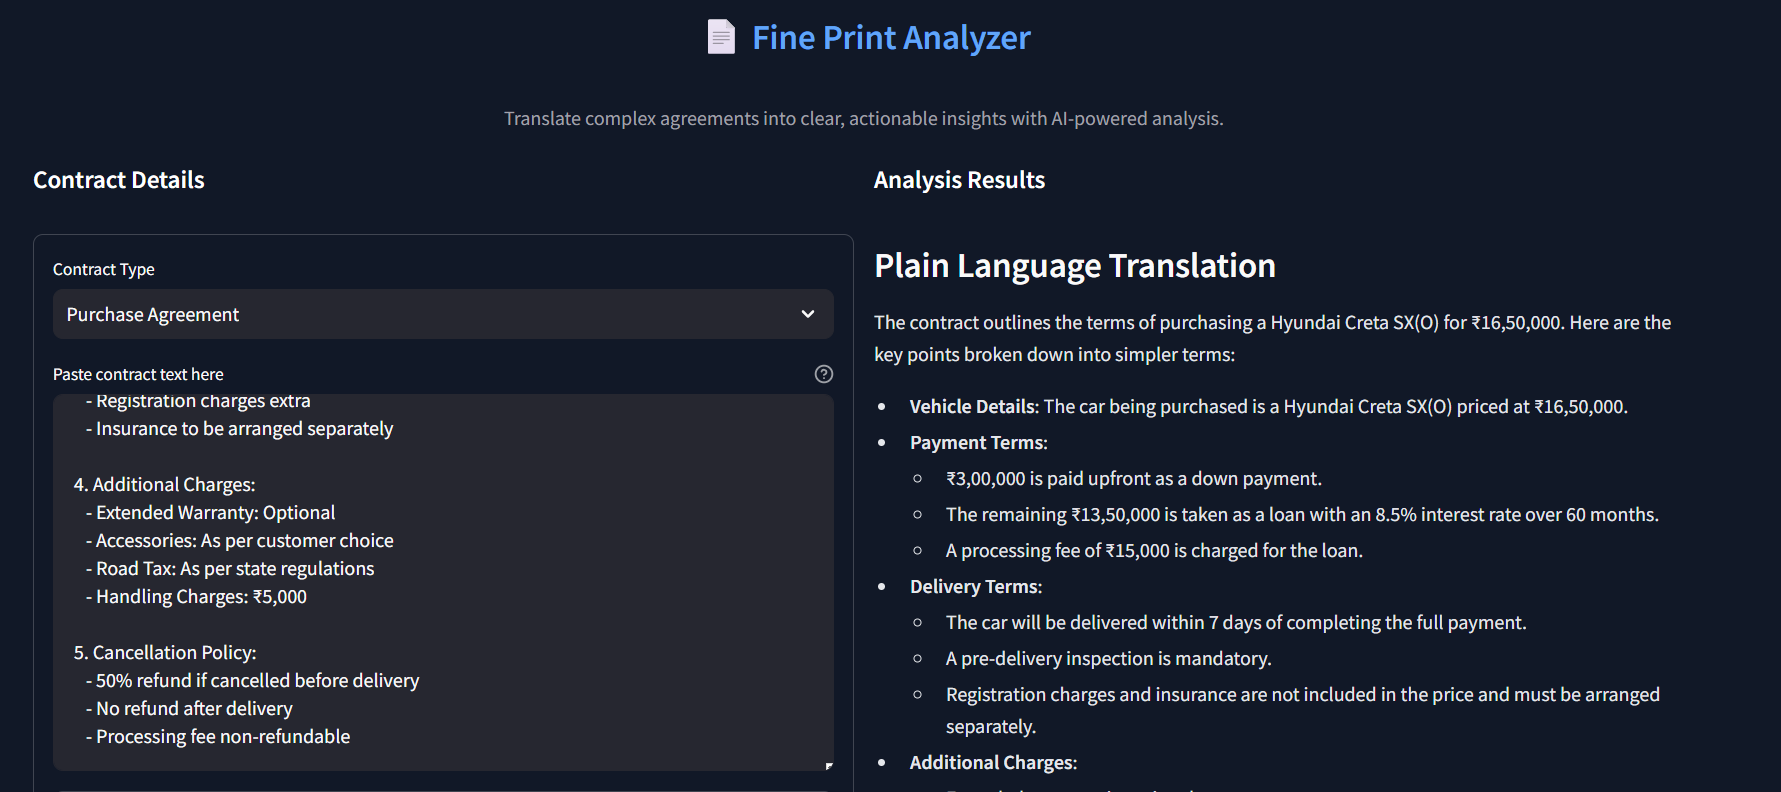 Fine Print Analyzer
Translate complex agreements into clear, actionable insights with AI-powered analysis.
Contract Details
Contract Type
Purchase Agreement
Paste contract text here
- Registration charges extra
- Insurance to be arranged separately
4. Additional Charges:
- Extended Warranty: Optional
- Accessories: As per customer choice
- Road Tax: As per state regulations
- Handling Charges: ₹5,000
5. Cancellation Policy:
- 50% refund if cancelled before delivery
- No refund after delivery
- Processing fee non-refundable
Analysis Results
Plain Language Translation
The contract outlines the terms of purchasing a Hyundai Creta SX(O) for ₹16,50,000. Here are the
key points broken down into simpler terms:
• Vehicle Details: The car being purchased is a Hyundai Creta SX(O) priced at ₹16,50,000.
• Payment Terms:
◦ ₹3,00,000 is paid upfront as a down payment.
◦ The remaining ₹13,50,000 is taken as a loan with an 8.5% interest rate over 60 months.
◦ A processing fee of ₹15,000 is charged for the loan.
• Delivery Terms:
◦ The car will be delivered within 7 days of completing the full payment.
◦ A pre-delivery inspection is mandatory.
◦ Registration charges and insurance are not included in the price and must be arranged
separately.
• Additional Charges: